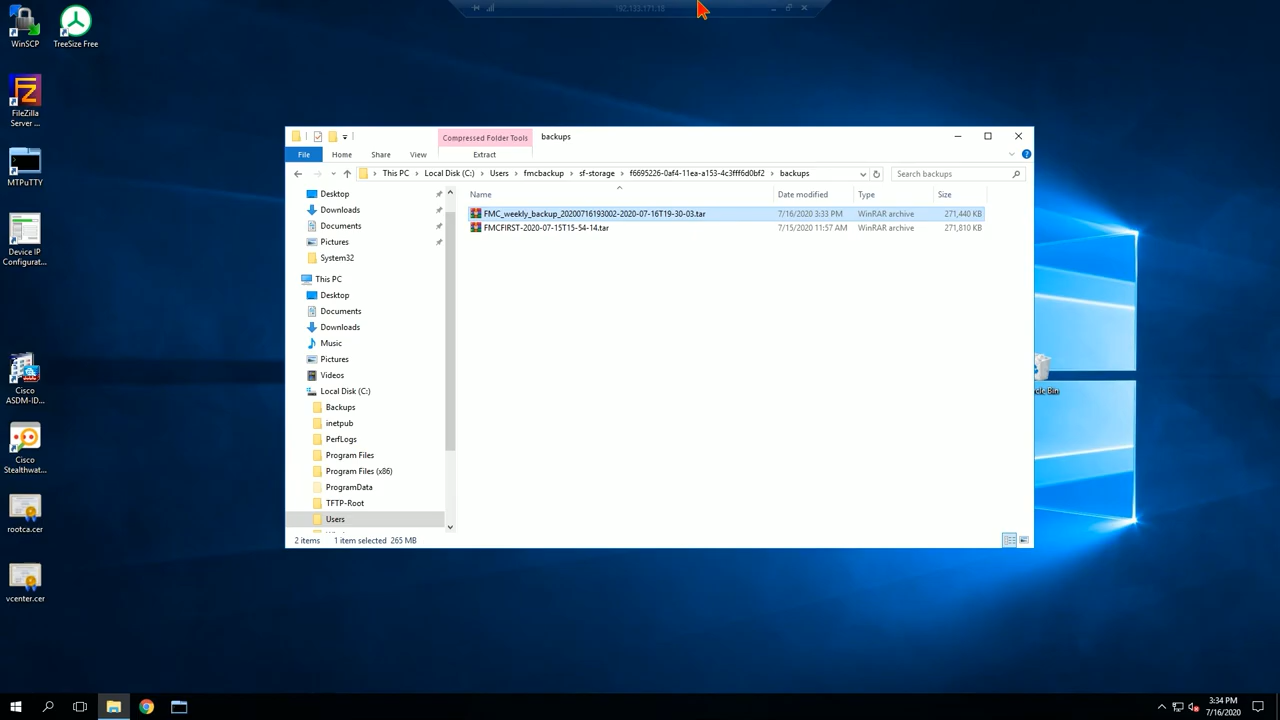 192.133.171.18
WinSCP
TreeSize Free
FileZilla
Server ...
MTPuTTY
Device IP
Configurat...
Cisco
ASDM-ID...
Cisco
Stealthwat...
rootca.cer
vcenter.cer
Compressed Folder Tools
backups
File
Home
Share
View
Extract
This PC
Local Disk (C:)
Users
fmcbackup
sf-storage
f6695226-0af4-11ea-a153-4c3fff6d0bf2
backups
Search backups
Desktop
Downloads
Documents
Pictures
System32
This PC
Desktop
Documents
Downloads
Music
Pictures
Videos
Local Disk (C:)
Backups
inetpub
PerfLogs
Program Files
Program Files (x86)
ProgramData
TFTP-Root
Users
Name
Date modified
Type
Size
FMC_weekly_backup_20200716193002-2020-07-16T19-30-03.tar
7/16/2020 3:33 PM
WinRAR archive
271,440 KB
FMCFIRST-2020-07-15T15-54-14.tar
7/15/2020 11:57 AM
WinRAR archive
271,810 KB
2 items
1 item selected 265 MB
cle Bin
3:34 PM
7/16/2020